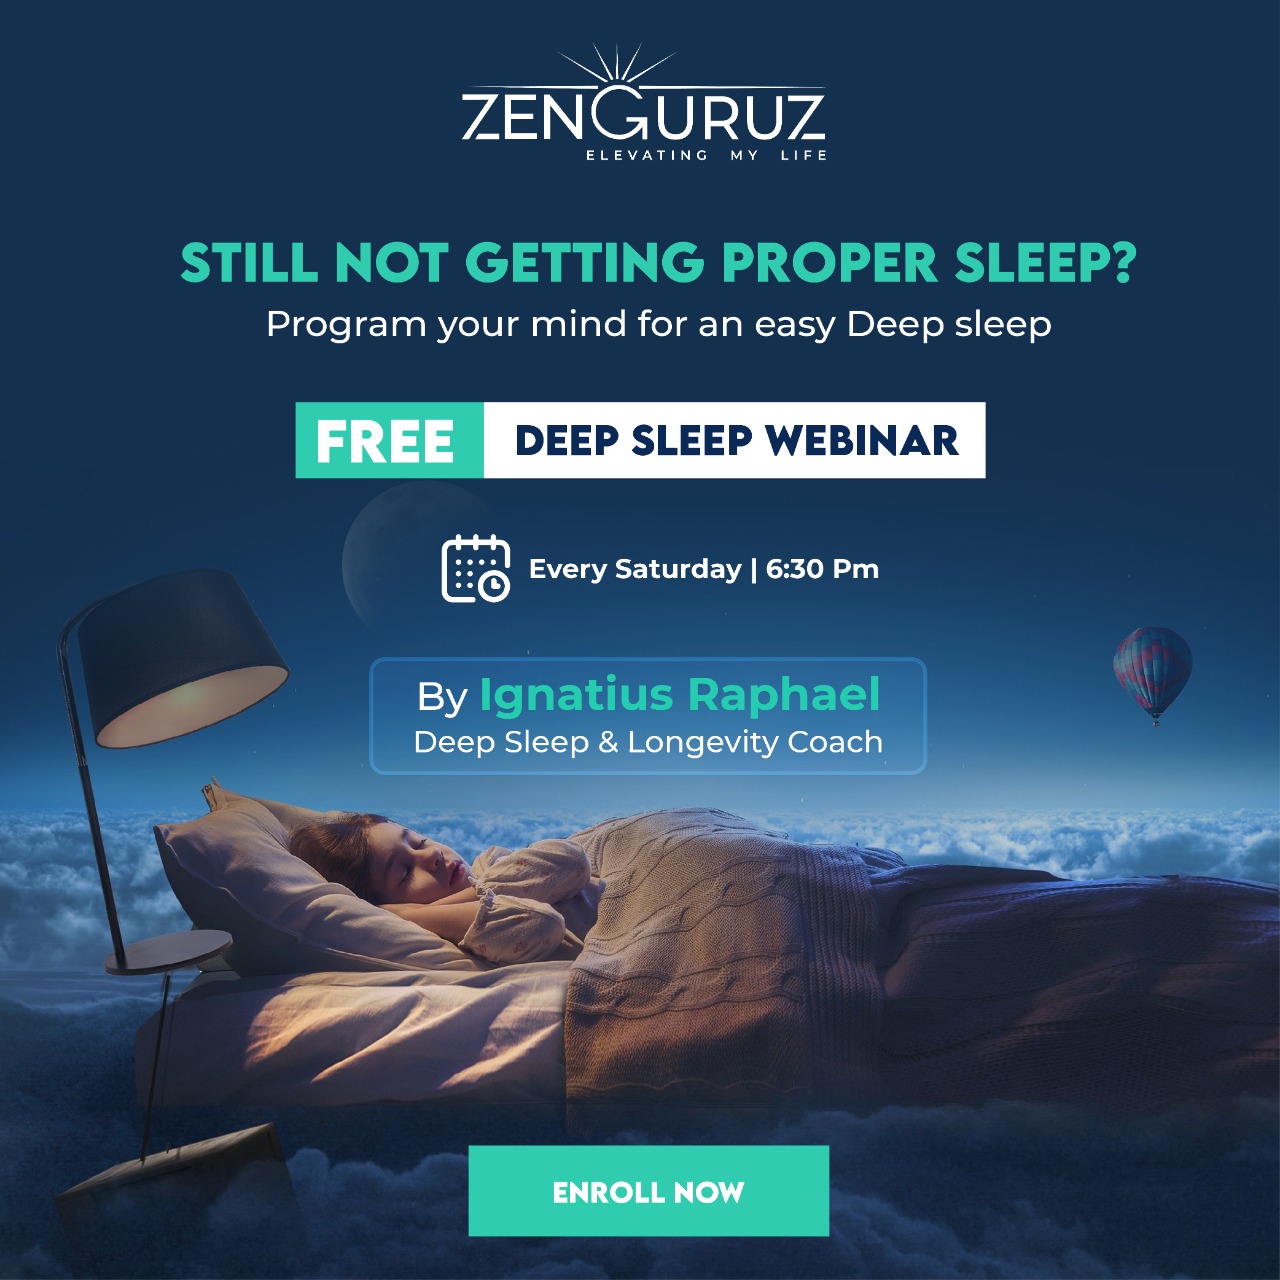 ZENGURUZ
ELEVATING MY LIFE
STILL NOT GETTING PROPER SLEEP?
Program your mind for an easy Deep sleep
FREE DEEP SLEEP WEBINAR
Every Saturday | 6:30 Pm
By Ignatius Raphael
Deep Sleep & Longevity Coach
ENROLL NOW